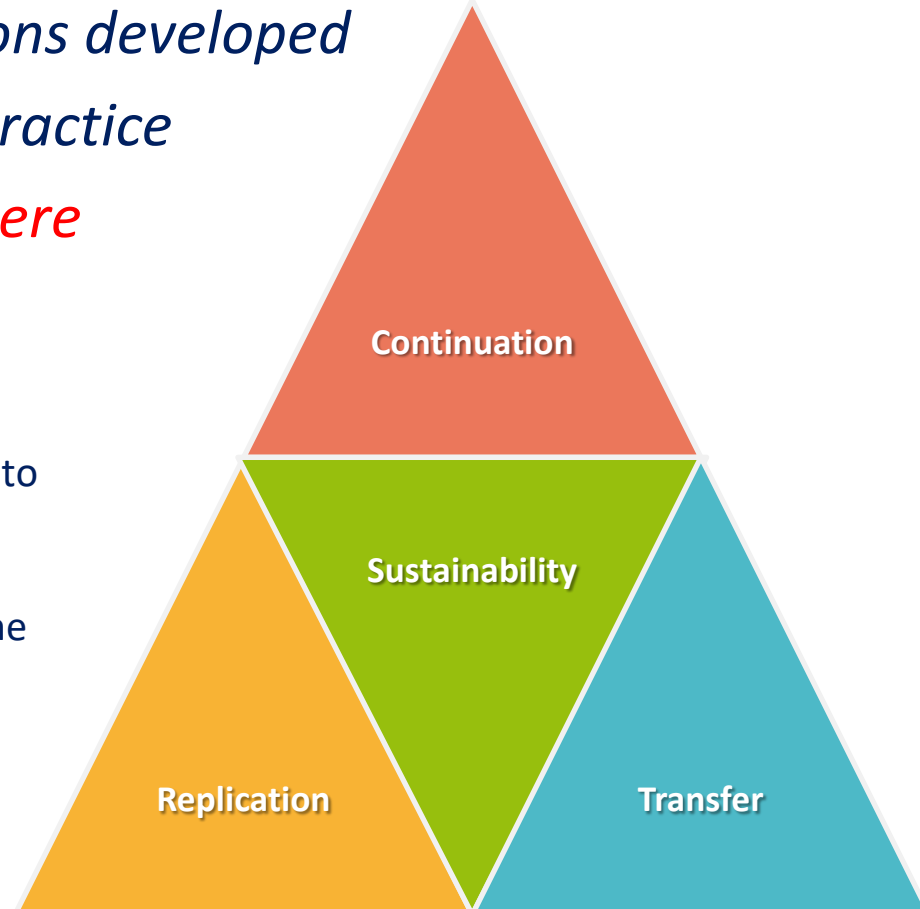 ons developed
ractice
ere
Continuation
to
Sustainability
ne
Replication
Transfer